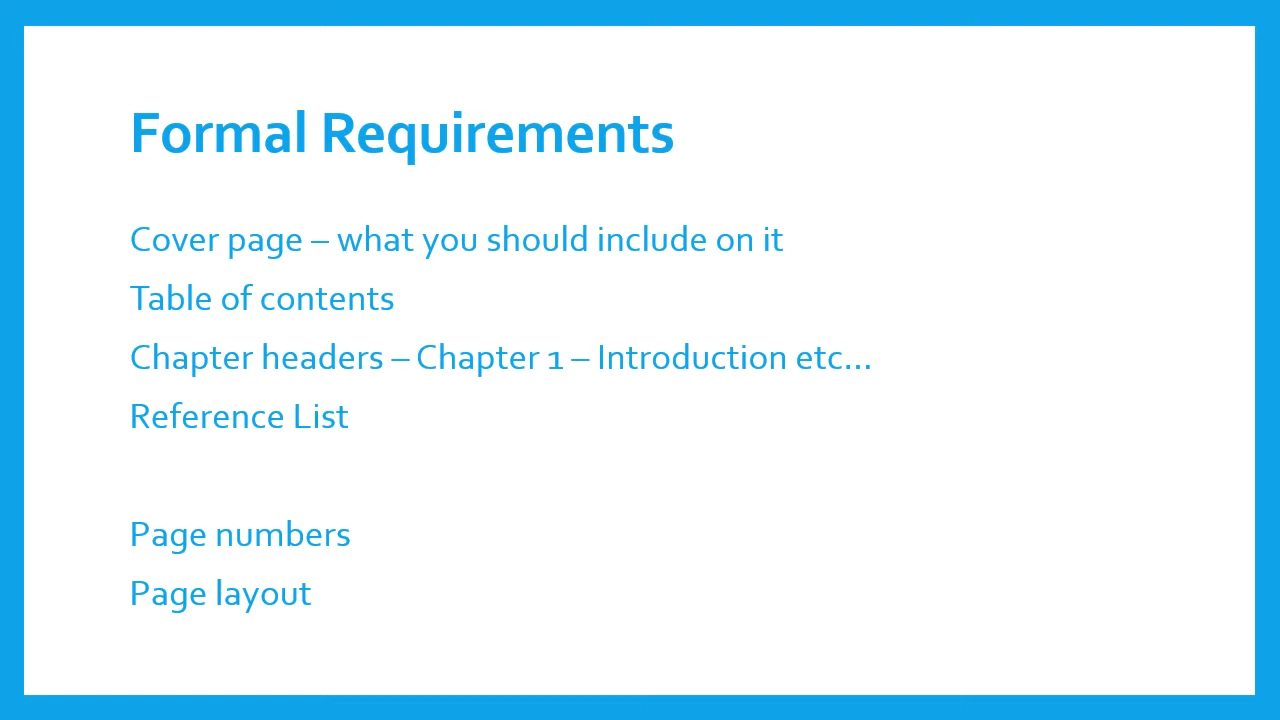 Formal Requirements
Cover page – what you should include on it
Table of contents
Chapter headers – Chapter 1 – Introduction etc...
Reference List
Page numbers
Page layout